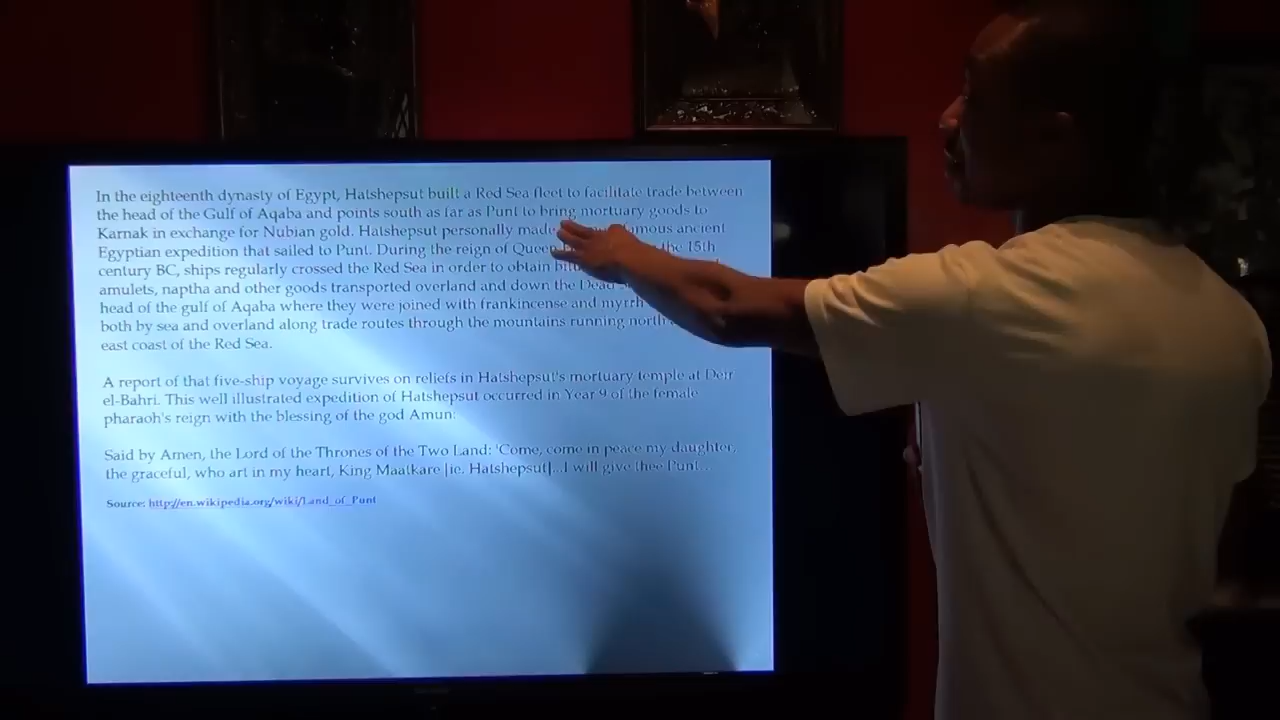 In the eighteenth dynasty of Egypt, Hatshepsut built a Red Sea fleet to facilitate trade between
the head of the Gulf of Aqaba and points south as far as Punt to bring mortuary goods to
Karnak in exchange for Nubian gold. Hatshepsut personally made famous ancient
Egyptian expedition that sailed to Punt. During the reign of Queen the 15th
century BC, ships regularly crossed the Red Sea in order to obtain
amulets, naptha and other goods transported overland and down the Dead
head of the gulf of Aqaba where they were joined with frankincense and myrrh
both by sea and overland along trade routes through the mountains running north
east coast of the Red Sea.
A report of that five-ship voyage survives on reliefs in Hatshepsut's mortuary temple at Deir
el-Bahri. This well illustrated expedition of Hatshepsut occurred in Year 9 of the female
pharaoh's reign with the blessing of the god Amun:
Said by Amen, the Lord of the Thrones of the Two Land: 'Come, come in peace my daughter,
the graceful, who art in my heart, King Maatkare [ie. Hatshepsut]...I will give thee Punt...
Source: http://en.wikipedia.org/wiki/Land_of_Punt